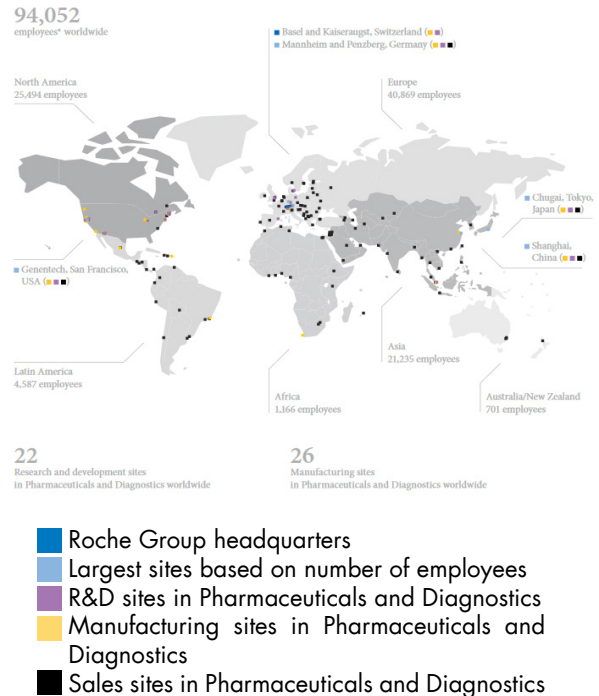 94,052
employees* worldwide
Basel and Kaiseraugst, Switzerland ( )
Mannheim and Penzberg, Germany ( )
North America
25,494 employees
Europe
40,869 employees
Chugai, Tokyo,
Japan ( )
Shanghai,
China ( )
Genentech, San Francisco,
USA ( )
Asia
21,235 employees
Latin America
4,587 employees
Africa
1,166 employees
Australia/New Zealand
701 employees
22
Research and development sites
in Pharmaceuticals and Diagnostics worldwide
26
Manufacturing sites
in Pharmaceuticals and Diagnostics worldwide
Roche Group headquarters
Largest sites based on number of employees
R&D sites in Pharmaceuticals and Diagnostics
Manufacturing sites in Pharmaceuticals and
Diagnostics
Sales sites in Pharmaceuticals and Diagnostics